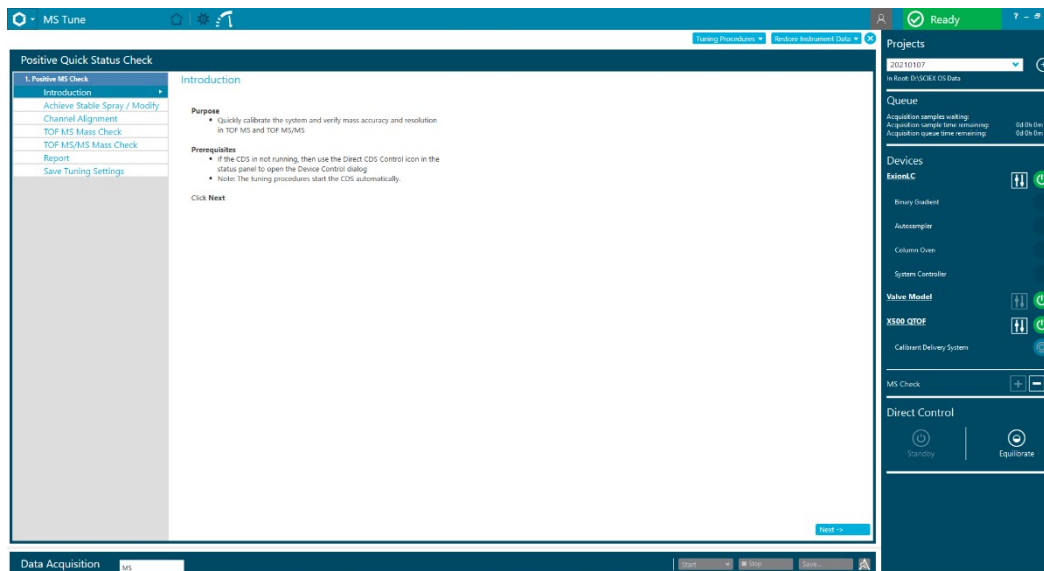 MS Tune
Ready
? –
Tuning Procedures
Restore Instrument Data
Positive Quick Status Check
1. Positive MS Check
Introduction
Achieve Stable Spray / Modify
Channel Alignment
TOF MS Mass Check
TOF MS/MS Mass Check
Report
Save Tuning Settings
Introduction
Purpose
• Quickly calibrate the system and verify mass accuracy and resolution
in TOF MS and TOF MS/MS
Prerequisites
• If the CDS in not running, then use the Direct CDS Control icon in the
status panel to open the Device Control dialog
• Note: The tuning procedures start the CDS automatically.
Click Next
Next ->
Projects
20210107
In Root: D:\SCIEX OS Data
Queue
Acquisition samples waiting:
Acquisition sample time remaining: 0d 0h 0m
Acquisition queue time remaining: 0d 0h 0m
Devices
ExionLC
Binary Gradient
Autosampler
Column Oven
System Controller
Valve Model
X500 QTOF
Calibrant Delivery System
MS Check
Direct Control
Standby
Equilibrate
Data Acquisition
MS
Start
Stop
Save...